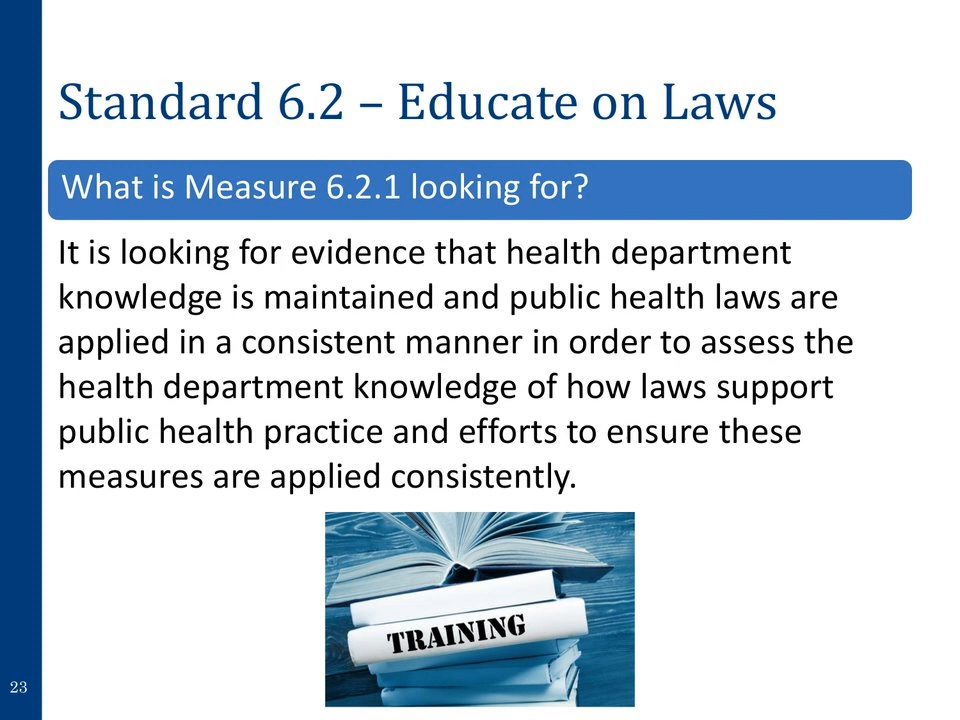 Standard 6.2 – Educate on Laws
What is Measure 6.2.1 looking for?
It is looking for evidence that health department
knowledge is maintained and public health laws are
applied in a consistent manner in order to assess the
health department knowledge of how laws support
public health practice and efforts to ensure these
measures are applied consistently.
TRAINING
23